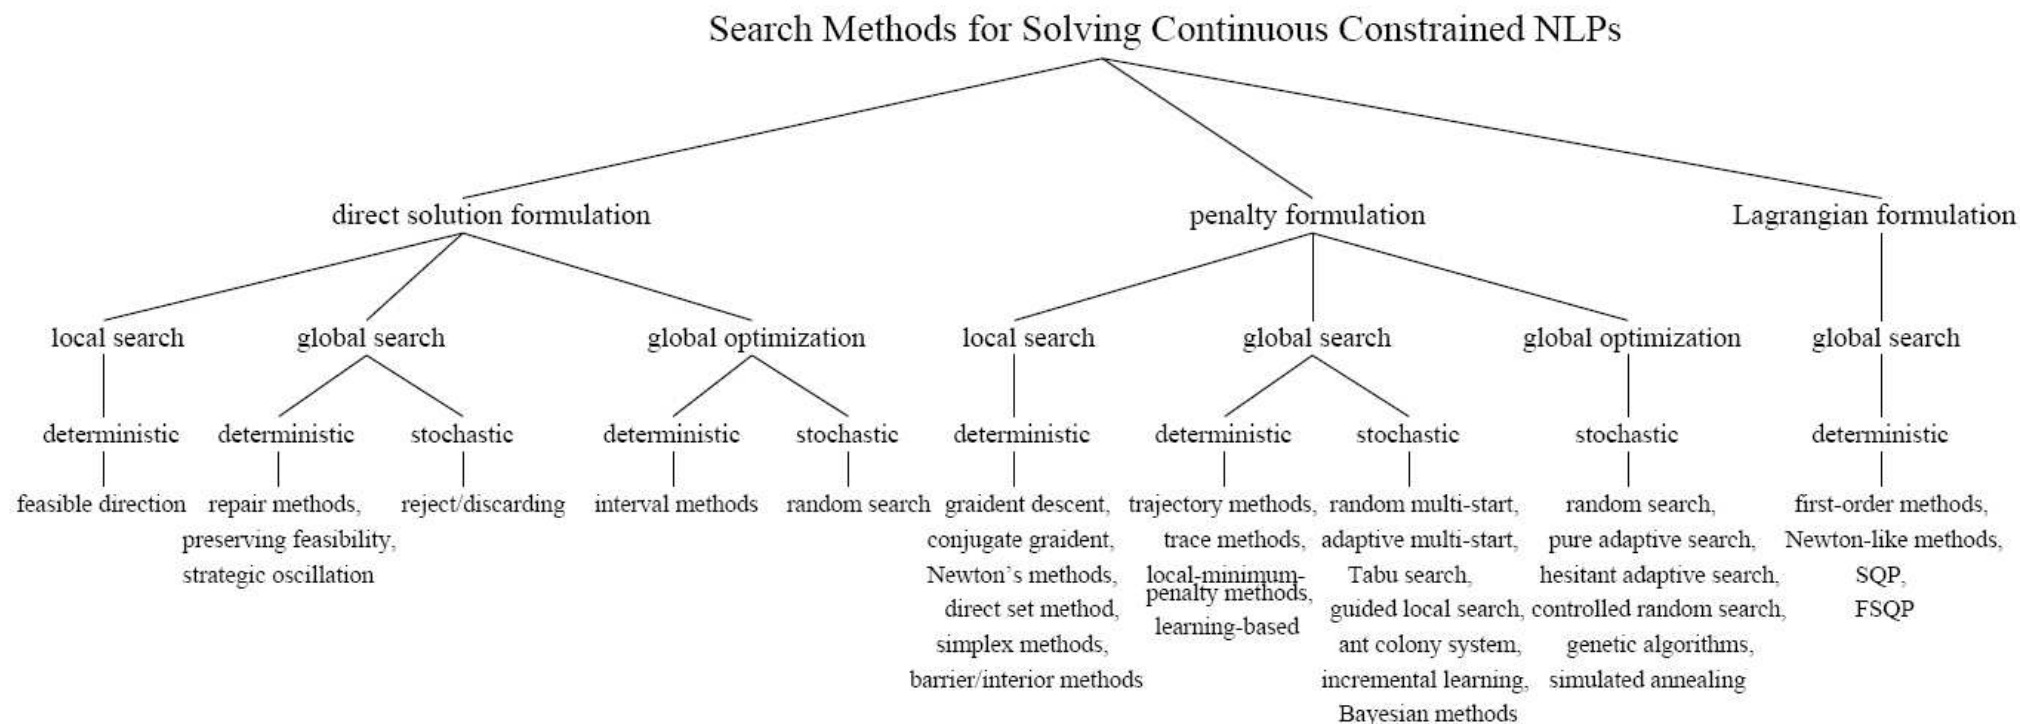 Search Methods for Solving Continuous Constrained NLPs
direct solution formulation
penalty formulation
Lagrangian formulation
local search
global search
global optimization
local search
global search
global optimization
global search
deterministic
deterministic
stochastic
deterministic
stochastic
deterministic
deterministic
stochastic
stochastic
deterministic
feasible direction
repair methods,
preserving feasibility,
strategic oscillation
reject/discarding
interval methods
random search
graident descent,
conjugate graident,
Newton's methods,
direct set method,
simplex methods,
barrier/interior methods
trajectory methods,
trace methods,
local-minimum-
penalty methods,
learning-based
random multi-start,
adaptive multi-start,
Tabu search,
guided local search,
ant colony system,
incremental learning,
Bayesian methods
random search,
pure adaptive search,
hesitant adaptive search,
controlled random search,
genetic algorithms,
simulated annealing
first-order methods,
Newton-like methods,
SQP,
FSQP